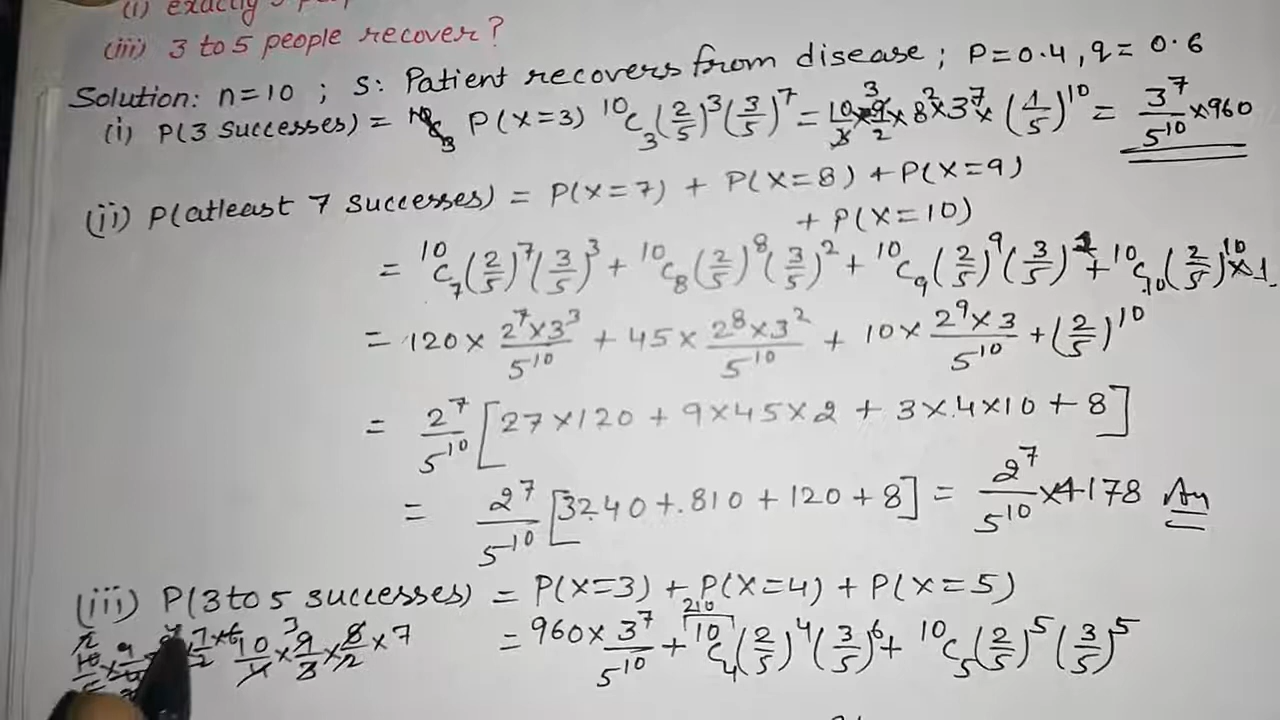 (i) exactly 3
(iii) 3 to 5 people recover?
Solution: n=10 ; S: Patient recovers from disease ; P=0.4, q=0.6
(i) P(3 successes) = P(x=3) ¹⁰C₃(2/5)³(3/5)⁷ = 10×9/2×8²×3⁷×(1/5)¹⁰ = 3⁷/5¹⁰ ×960
(ii) P(atleast 7 successes) = P(x=7) + P(x=8) + P(x=9)
+ P(x=10)
= ¹⁰C₇(2/5)⁷(3/5)³ + ¹⁰C₈(2/5)⁸(3/5)² + ¹⁰C₉(2/5)⁹(3/5)¹ + ¹⁰C₁₀(2/5)¹⁰×1
= 120 × 2⁷×3³/5¹⁰ + 45 × 2⁸×3²/5¹⁰ + 10 × 2⁹×3/5¹⁰ + (2/5)¹⁰
= 2⁷/5¹⁰ [27×120 + 9×45×2 + 3×4×10 + 8]
= 2⁷/5¹⁰ [3240 + 810 + 120 + 8] = 2⁷/5¹⁰ ×4178 Ans
(iii) P(3 to 5 successes) = P(x=3) + P(x=4) + P(x=5)
210
= 960 × 3⁷/5¹⁰ + ¹⁰C₄(2/5)⁴(3/5)⁶ + ¹⁰C₅(2/5)⁵(3/5)⁵
10/4 × 9/3 × 8/2 × 7